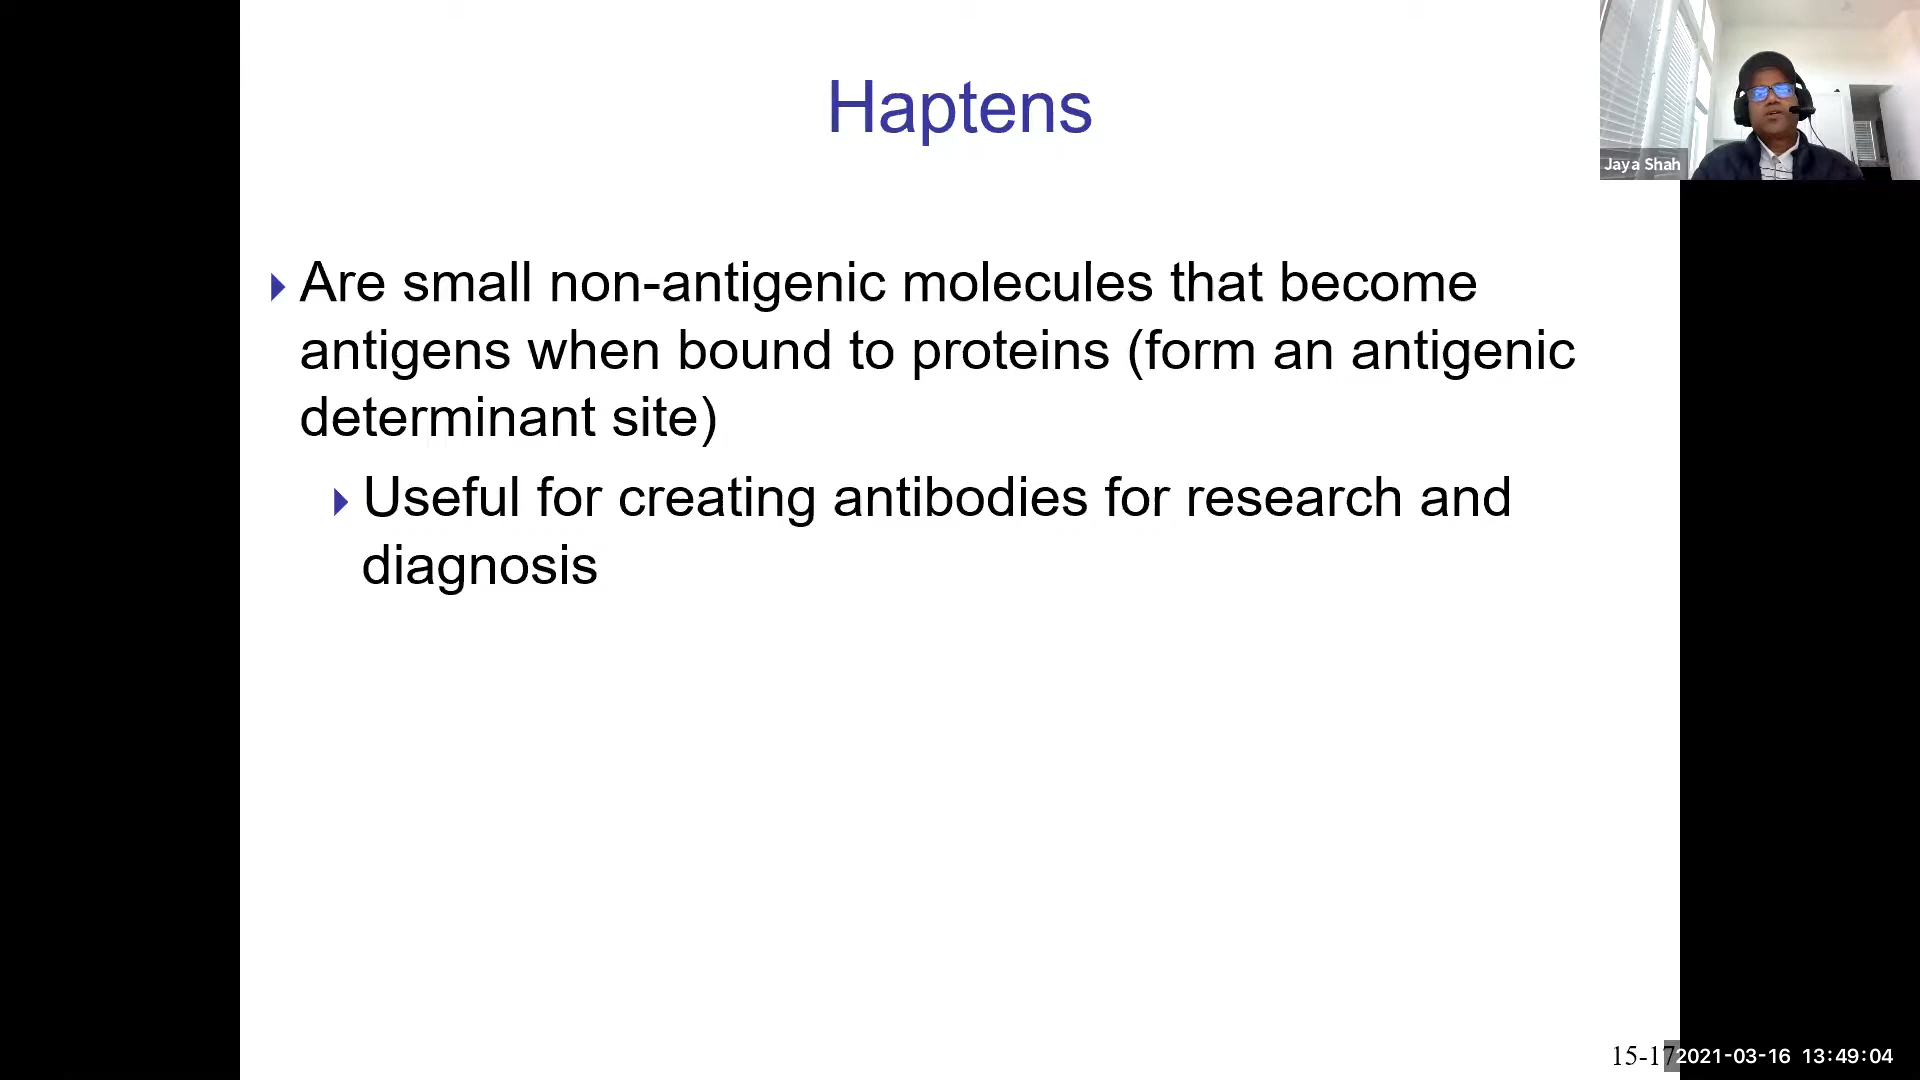 Haptens
Jaya Shah
Are small non-antigenic molecules that become
antigens when bound to proteins (form an antigenic
determinant site)
Useful for creating antibodies for research and
diagnosis
15-17
2021-03-16 13:49:04